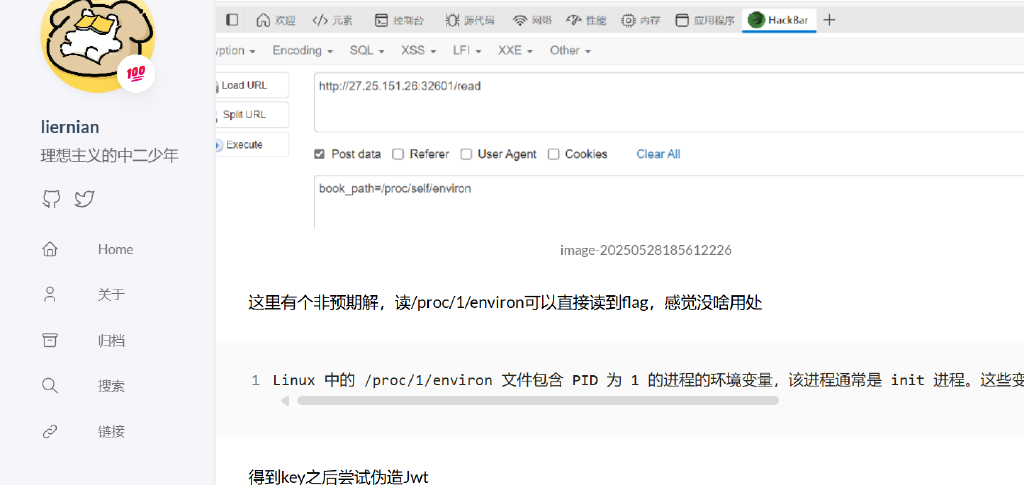 欢迎 元素 控制台 源代码 网络 性能 内存 应用程序 HackBar
yption Encoding SQL XSS LFI XXE Other
Load URL
http://27.25.151.26:32601/read
Split URL
Execute
Post data Referer User Agent Cookies Clear All
book_path=/proc/self/environ
image-20250528185612226
100
liernian
理想主义的中二少年
Home
关于
归档
搜索
链接
这里有个非预期解，读/proc/1/environ可以直接读到flag，感觉没啥用处
1 Linux 中的 /proc/1/environ 文件包含 PID 为 1 的进程的环境变量，该进程通常是 init 进程。这些变
得到key之后尝试伪造Jwt